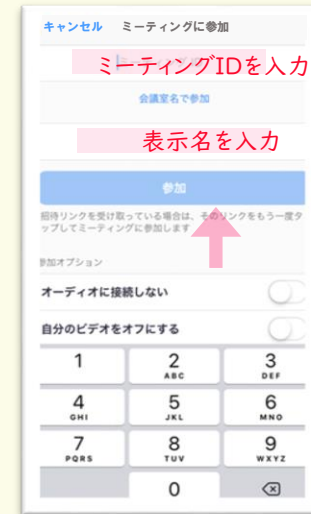 キャンセル ミーティングに参加
ミーティングIDを入力
会議室名で参加
表示名を入力
参加
招待リンクを受け取っている場合は、そのリンクをもう一度タ
ップしてミーティングに参加します
参加オプション
オーディオに接続しない
自分のビデオをオフにする
1 2 3
ABC DEF
4 5 6
GHI JKL MNO
7 8 9
PQRS TUV WXYZ
0